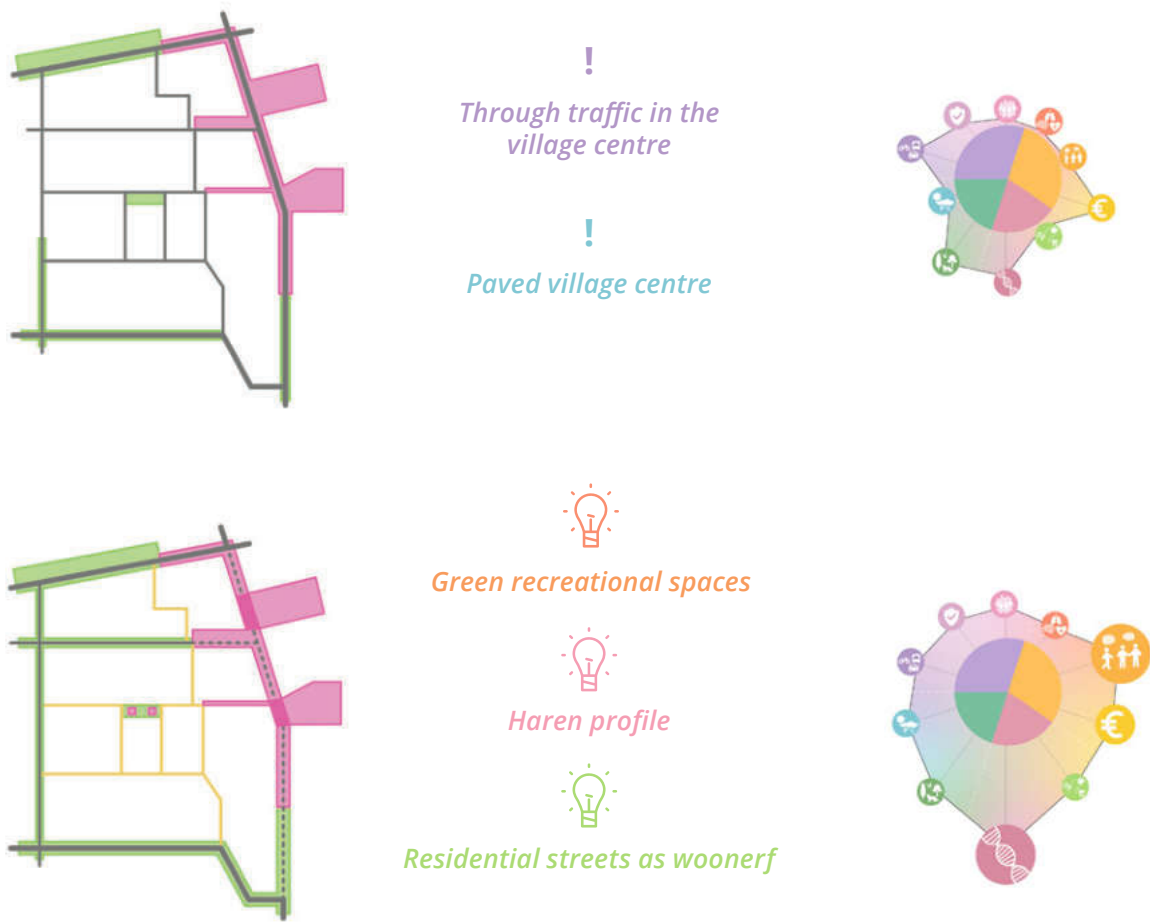 !
Through traffic in the
village centre
!
Paved village centre
€
Green recreational spaces
Haren profile
€
Residential streets as woonerf